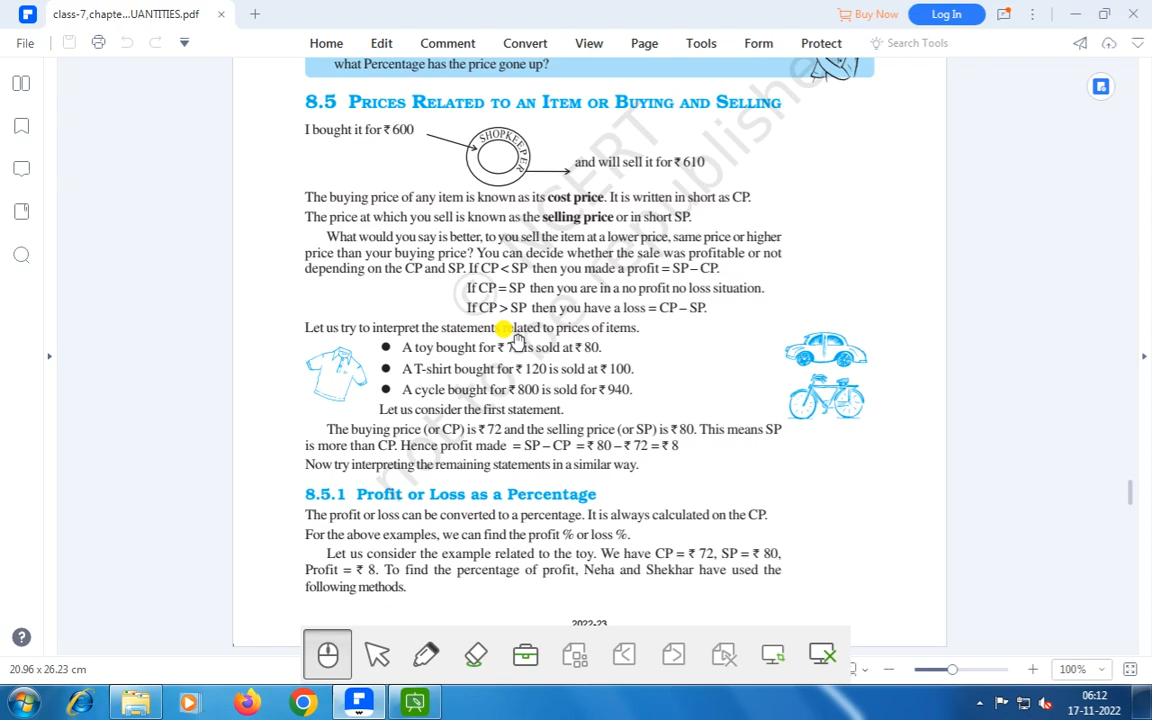 class-7,chapte...UANTITIES.pdf
Buy Now
Log In
File
Home
Edit
Comment
Convert
View
Page
Tools
Form
Protect
Search Tools
what Percentage has the price gone up?
8.5 PRICES RELATED TO AN ITEM OR BUYING AND SELLING
I bought it for ₹ 600
SHOPKEEPER
and will sell it for ₹ 610
The buying price of any item is known as its cost price. It is written in short as CP.
The price at which you sell is known as the selling price or in short SP.
What would you say is better, to you sell the item at a lower price, same price or higher
price than your buying price? You can decide whether the sale was profitable or not
depending on the CP and SP. If CP < SP then you made a profit = SP – CP.
If CP = SP then you are in a no profit no loss situation.
If CP > SP then you have a loss = CP – SP.
Let us try to interpret the statements related to prices of items.
● A toy bought for ₹ 7 is sold at ₹ 80.
● A T-shirt bought for ₹ 120 is sold at ₹ 100.
● A cycle bought for ₹ 800 is sold for ₹ 940.
Let us consider the first statement.
The buying price (or CP) is ₹ 72 and the selling price (or SP) is ₹ 80. This means SP
is more than CP. Hence profit made = SP – CP = ₹ 80 – ₹ 72 = ₹ 8
Now try interpreting the remaining statements in a similar way.
8.5.1 Profit or Loss as a Percentage
The profit or loss can be converted to a percentage. It is always calculated on the CP.
For the above examples, we can find the profit % or loss %.
Let us consider the example related to the toy. We have CP = ₹ 72, SP = ₹ 80,
Profit = ₹ 8. To find the percentage of profit, Neha and Shekhar have used the
following methods.
2022-23
© NCERT
not to be republishe
20.96 x 26.23 cm
100%
06:12
17-11-2022